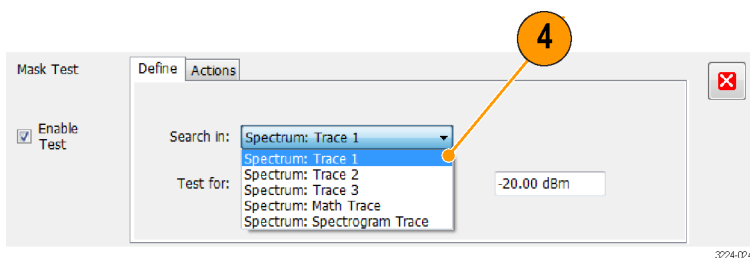 4
Mask Test
Define
Actions
Enable
Test
Search in:
Spectrum: Trace 1
Spectrum: Trace 1
Spectrum: Trace 2
Spectrum: Trace 3
Spectrum: Math Trace
Spectrum: Spectrogram Trace
Test for:
-20.00 dBm